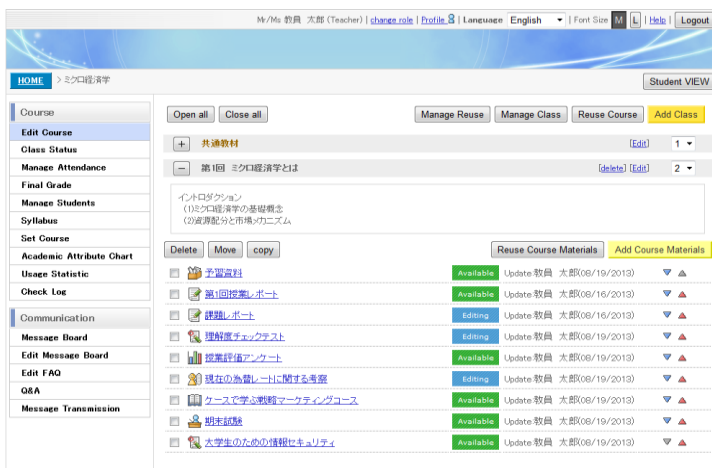 Mr/Ms 教員 太郎 (Teacher) | change role | Profile | Language English | Font Size M L | Help | Logout
HOME > ミクロ経済学
Student VIEW
Course
Edit Course
Class Status
Manage Attendance
Final Grade
Manage Students
Syllabus
Set Course
Academic Attribute Chart
Usage Statistic
Check Log
Communication
Message Board
Edit Message Board
Edit FAQ
Q&A
Message Transmission
Open all Close all Manage Reuse Manage Class Reuse Course Add Class
+ 共通教材 [Edit] 1
− 第1回 ミクロ経済学とは [delete] [Edit] 2
イントロダクション
(1)ミクロ経済学の基礎概念
(2)資源配分と市場メカニズム
Delete Move copy Reuse Course Materials Add Course Materials
予習資料 Available Update:教員 太郎(08/19/2013)
第1回授業レポート Available Update:教員 太郎(08/16/2013)
課題レポート Editing Update:教員 太郎(08/16/2013)
理解度チェックテスト Editing Update:教員 太郎(08/19/2013)
授業評価アンケート Available Update:教員 太郎(08/19/2013)
現在の為替レートに関する考察 Editing Update:教員 太郎(08/19/2013)
ケースで学ぶ戦略マーケティングコース Available Update:教員 太郎(08/19/2013)
期末試験 Available Update:教員 太郎(08/19/2013)
大学生のための情報セキュリティ Available Update:教員 太郎(08/19/2013)